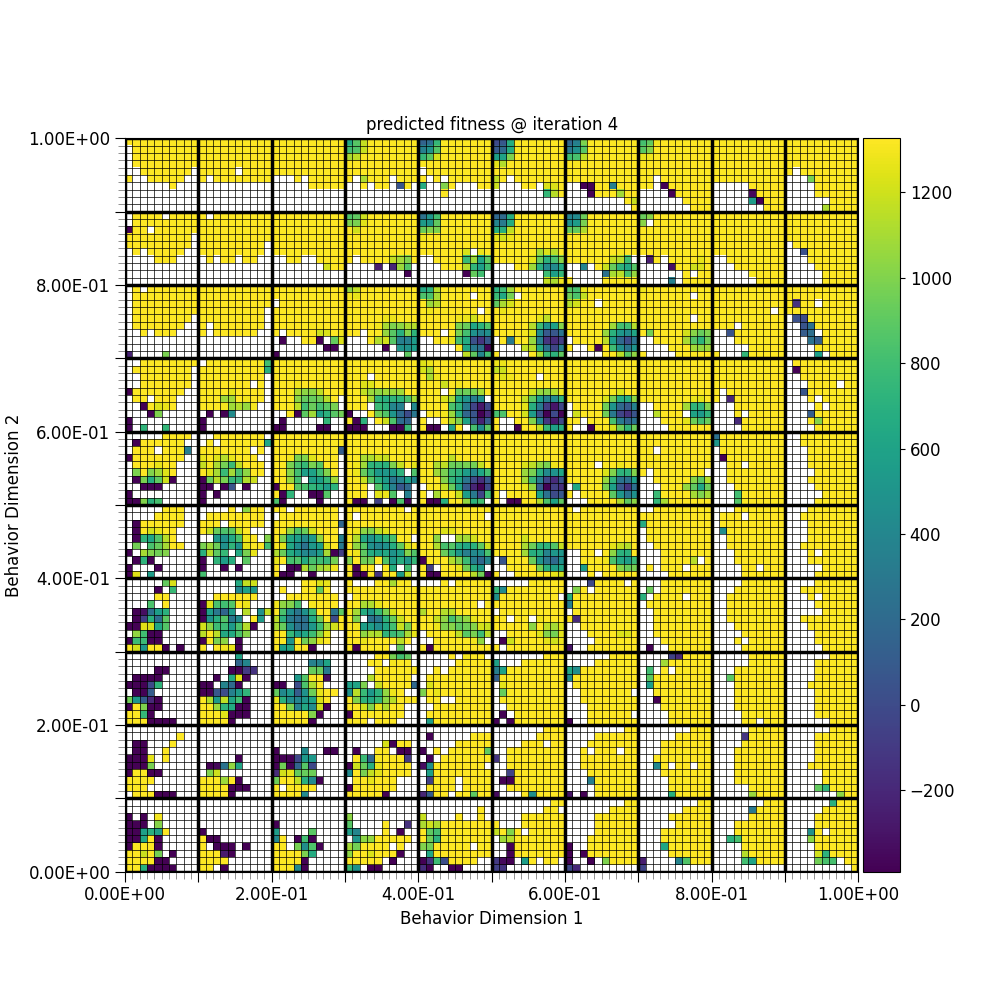 predicted fitness @ iteration 4
1.00E+00
8.00E-01
6.00E-01
4.00E-01
2.00E-01
0.00E+00
Behavior Dimension 2
0.00E+00 2.00E-01 4.00E-01 6.00E-01 8.00E-01 1.00E+00
Behavior Dimension 1
1200
1000
800
600
400
200
0
−200